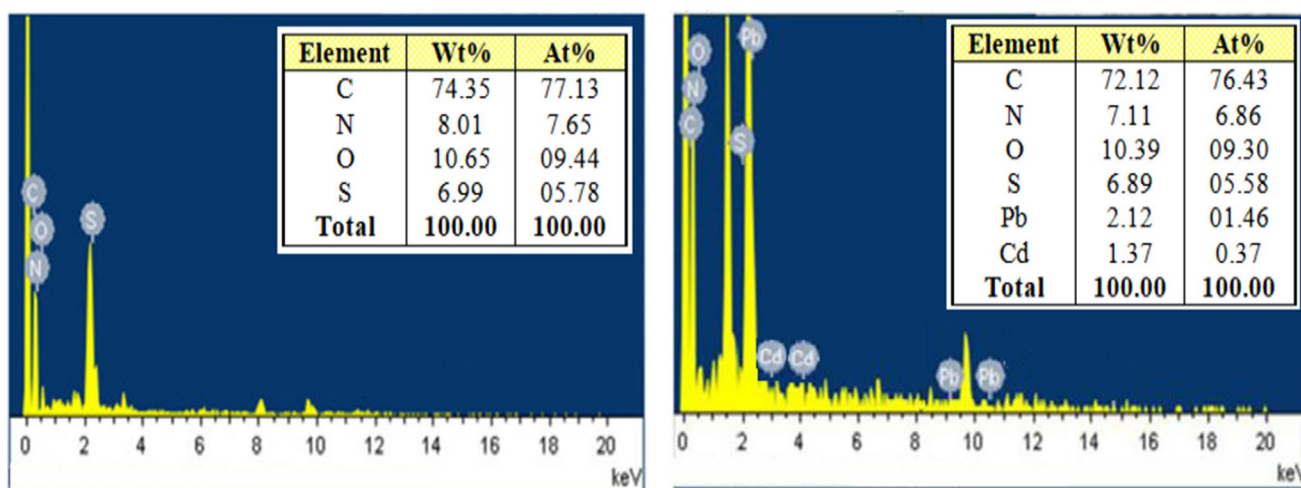 Element Wt% At%
C 74.35 77.13
N 8.01 7.65
O 10.65 09.44
S 6.99 05.78
Total 100.00 100.00
C
O
N
S
0 2 4 6 8 10 12 14 16 18 20
keV
Element Wt% At%
C 72.12 76.43
N 7.11 6.86
O 10.39 09.30
S 6.89 05.58
Pb 2.12 01.46
Cd 1.37 0.37
Total 100.00 100.00
O
N
C
Pb
S
Cd Cd
Pb Pb
0 2 4 6 8 10 12 14 16 18 20
keV